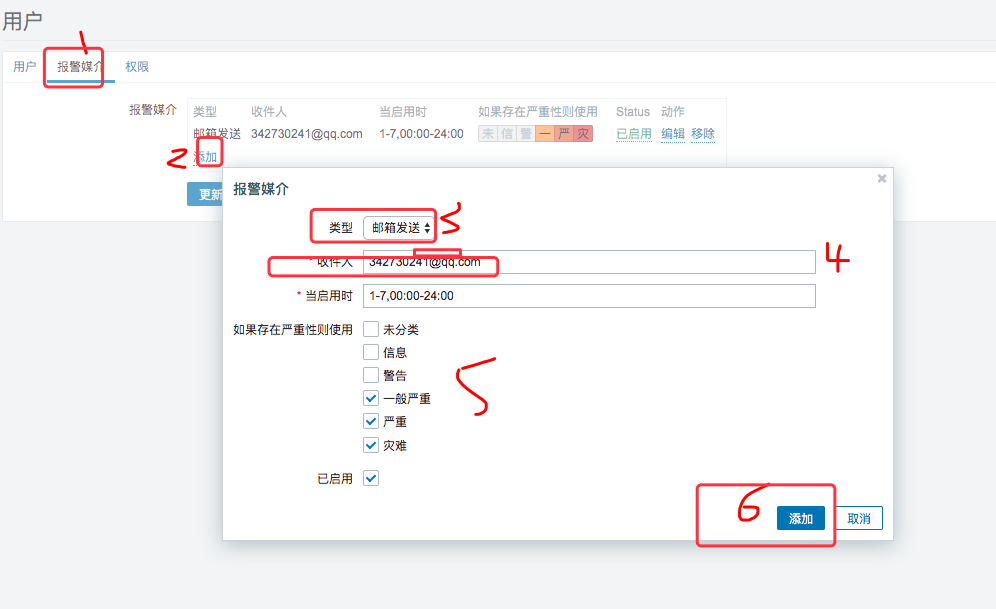 用户
1
用户 报警媒介 权限
报警媒介 类型 收件人 当启用时 如果存在严重性则使用 Status 动作
邮箱发送 342730241@qq.com 1-7,00:00-24:00 未 信 警 一 严 灾 已启用 编辑 移除
2 添加
更新
报警媒介
类型 邮箱发送 3
* 收件人 342730241@qq.com 4
* 当启用时 1-7,00:00-24:00
如果存在严重性则使用 未分类
信息
警告
5
一般严重
严重
灾难
已启用
6 添加 取消